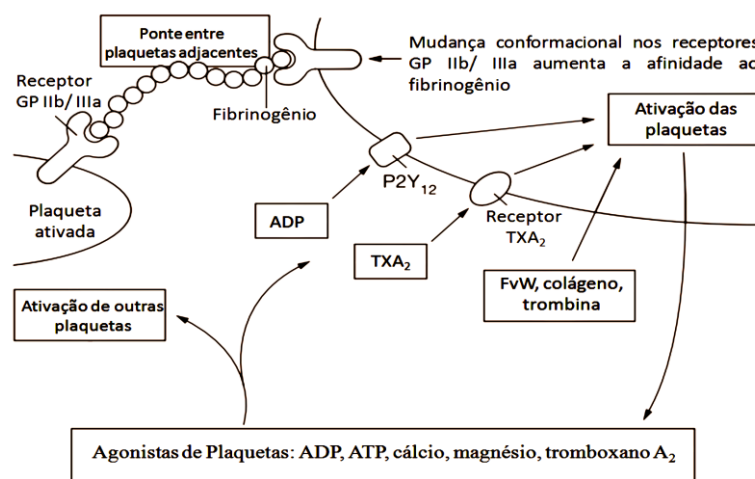 Ponte entre
plaquetas adjacentes
Mudança conformacional nos receptores
GP IIb/ IIIa aumenta a afinidade ao
fibrinogênio
Receptor
GP IIb/ IIIa
Fibrinogênio
Ativação das
plaquetas
P2Y12
Plaqueta
ativada
ADP
Receptor
TXA2
TXA2
FvW, colágeno,
trombina
Ativação de outras
plaquetas
Agonistas de Plaquetas: ADP, ATP, cálcio, magnésio, tromboxano A2